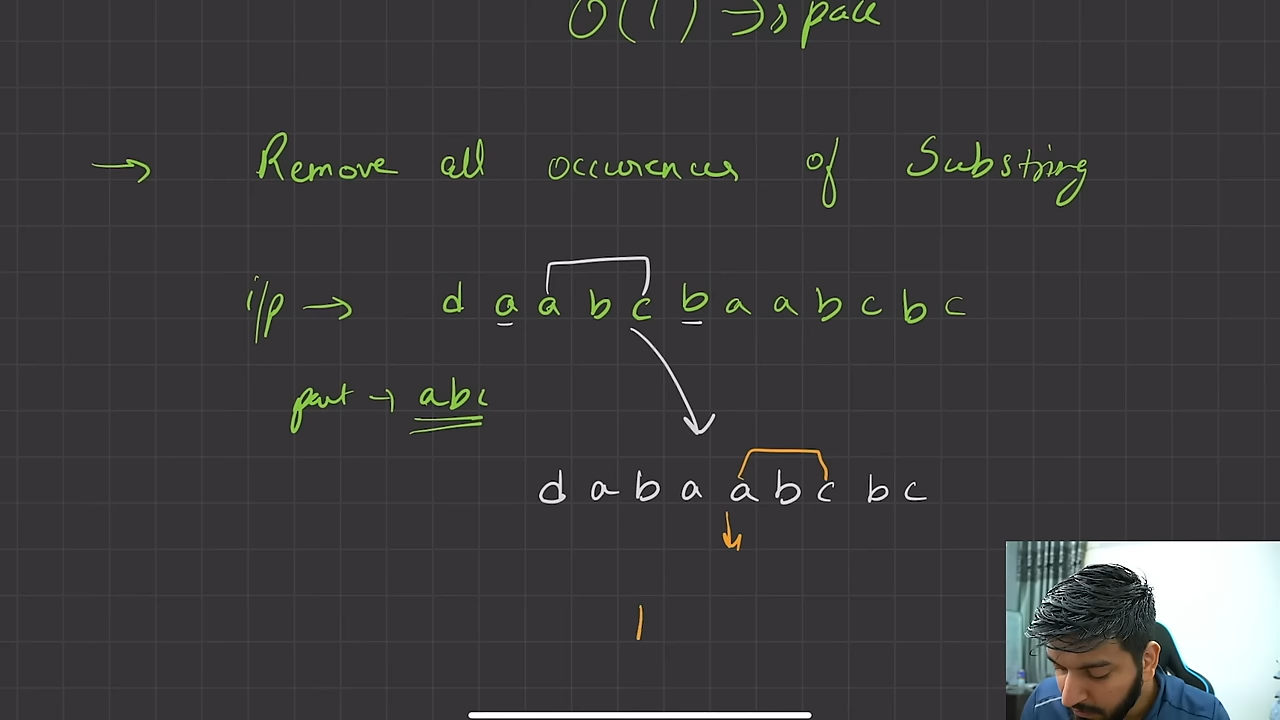 O(1) → space
→ Remove all occurences of Substring
i/p → d a a b c b a a b c b c
part → abc
d a b a a b c b c